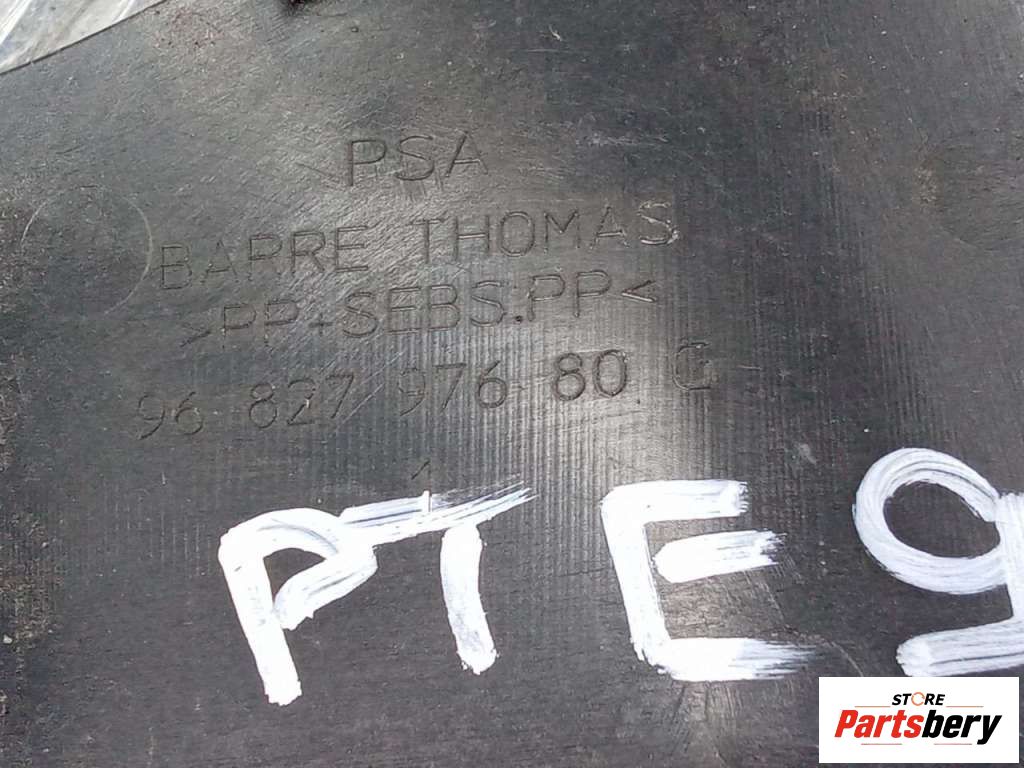 PSA
BARRE THOMAS
>PP-SEBS.PP<
96 827 976 80 C
PTE9
STORE
Partsbery